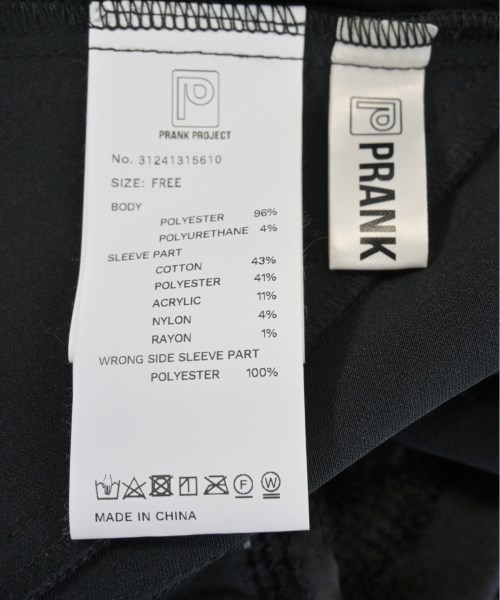 PRANK PROJECT
No. 31241315610
SIZE: FREE
BODY
POLYESTER 96%
POLYURETHANE 4%
SLEEVE PART
COTTON 43%
POLYESTER 41%
ACRYLIC 11%
NYLON 4%
RAYON 1%
WRONG SIDE SLEEVE PART
POLYESTER 100%
F W
MADE IN CHINA
PRANK